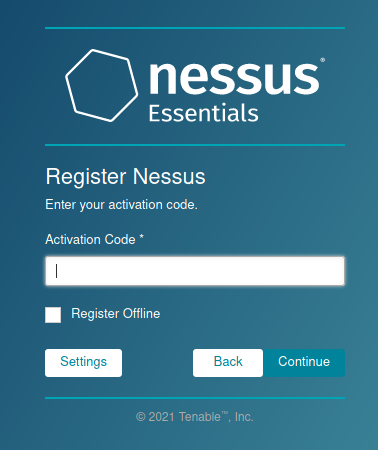 nessus®
Essentials
Register Nessus
Enter your activation code.
Activation Code *
Register Offline
Settings
Back
Continue
© 2021 Tenable™, Inc.